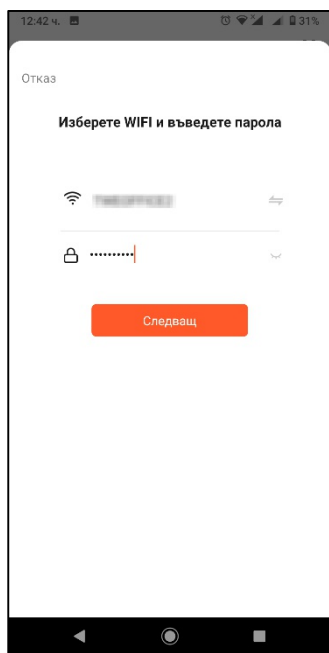 12:42 ч. 31%
Отказ
Изберете WIFI и въведете парола
••••••••••
Следващ